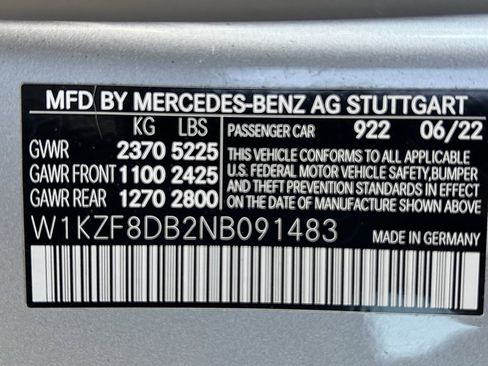 MFD BY MERCEDES-BENZ AG STUTTGART
KG LBS PASSENGER CAR 922 06/22
GVWR 2370 5225 THIS VEHICLE CONFORMS TO ALL APPLICABLE
GAWR FRONT 1100 2425 U.S. FEDERAL MOTOR VEHICLE SAFETY,BUMPER
GAWR REAR 1270 2800 AND THEFT PREVENTION STANDARDS IN EFFECT
ON THE DATE OF MANUFACTURE SHOWN ABOVE.
W1KZF8DB2NB091483 MADE IN GERMANY